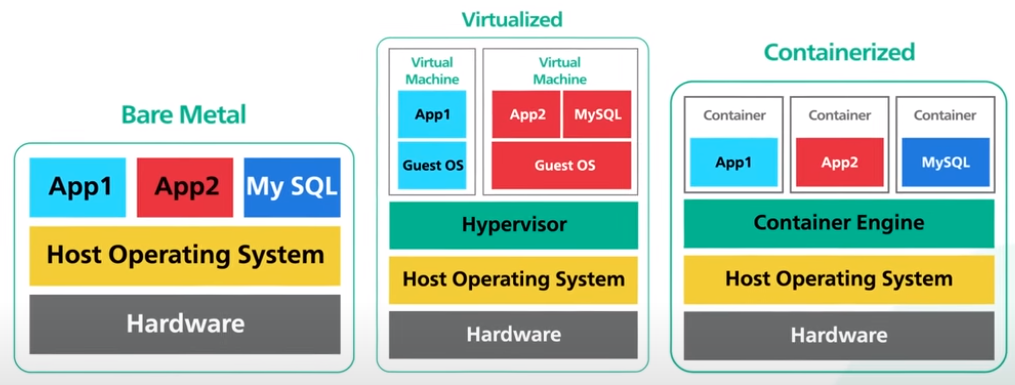 Bare Metal
App1
App2
My SQL
Host Operating System
Hardware
Virtualized
Virtual
Machine
App1
Guest OS
Virtual
Machine
App2
MySQL
Guest OS
Hypervisor
Host Operating System
Hardware
Containerized
Container
App1
Container
App2
Container
MySQL
Container Engine
Host Operating System
Hardware